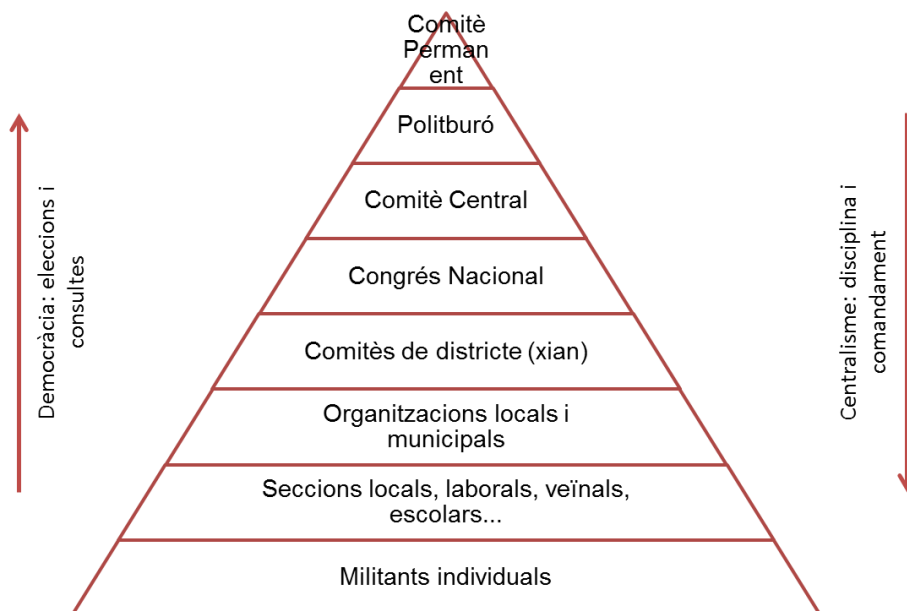 Comitè
Perman
ent
Politburó
Comitè Central
Congrés Nacional
Comitès de districte (xian)
Organitzacions locals i
municipals
Seccions locals, laborals, veïnals,
escolars...
Militants individuals
Democràcia: eleccions i
consultes
Centralisme: disciplina i
comandament